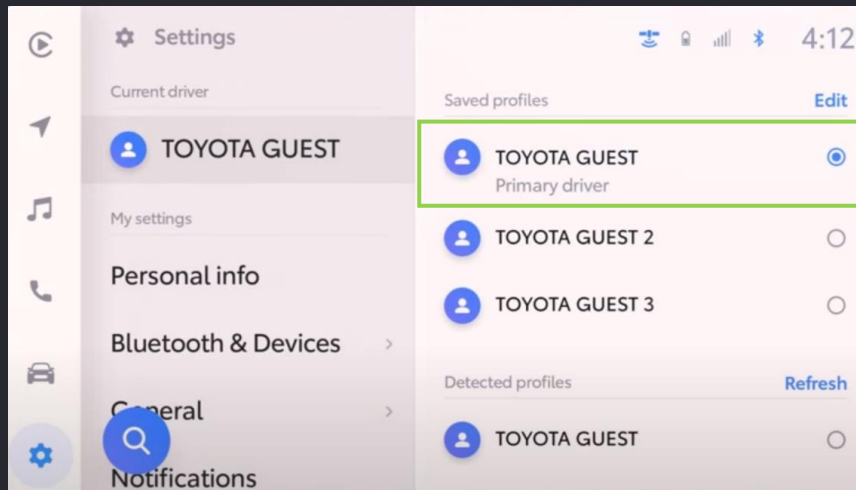 Settings
4:12
Current driver
TOYOTA GUEST
My settings
Personal info
Bluetooth & Devices
General
Notifications
Saved profiles
Edit
TOYOTA GUEST
Primary driver
TOYOTA GUEST 2
TOYOTA GUEST 3
Detected profiles
Refresh
TOYOTA GUEST